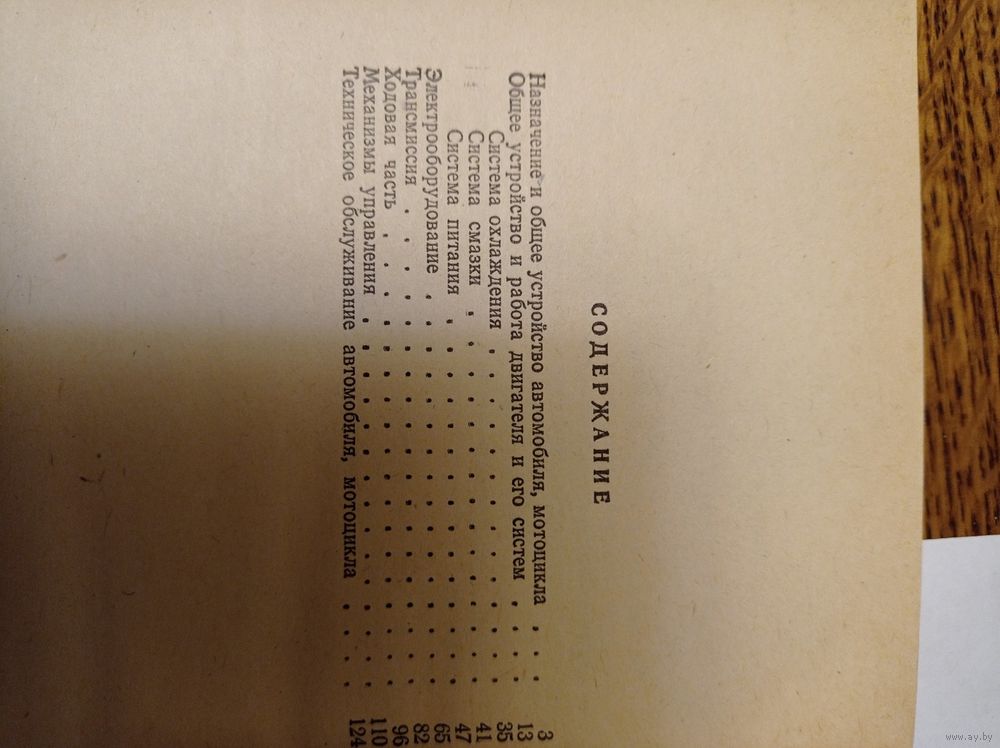 СОДЕРЖАНИЕ
Назначение и общее устройство автомобиля, мотоцикла . . . 3
Общее устройство и работа двигателя и его систем . . . . 13
Система охлаждения . . . . . . . . . . . . . 35
Система смазки . . . . . . . . . . . . . . 41
Система питания . . . . . . . . . . . . . . 47
Электрооборудование . . . . . . . . . . . . . . . 65
Трансмиссия . . . . . . . . . . . . . . . . . 82
Ходовая часть . . . . . . . . . . . . . . . . 96
Механизмы управления . . . . . . . . . . . . . . 110
Техническое обслуживание автомобиля, мотоцикла . . . . 124
www.ay.by